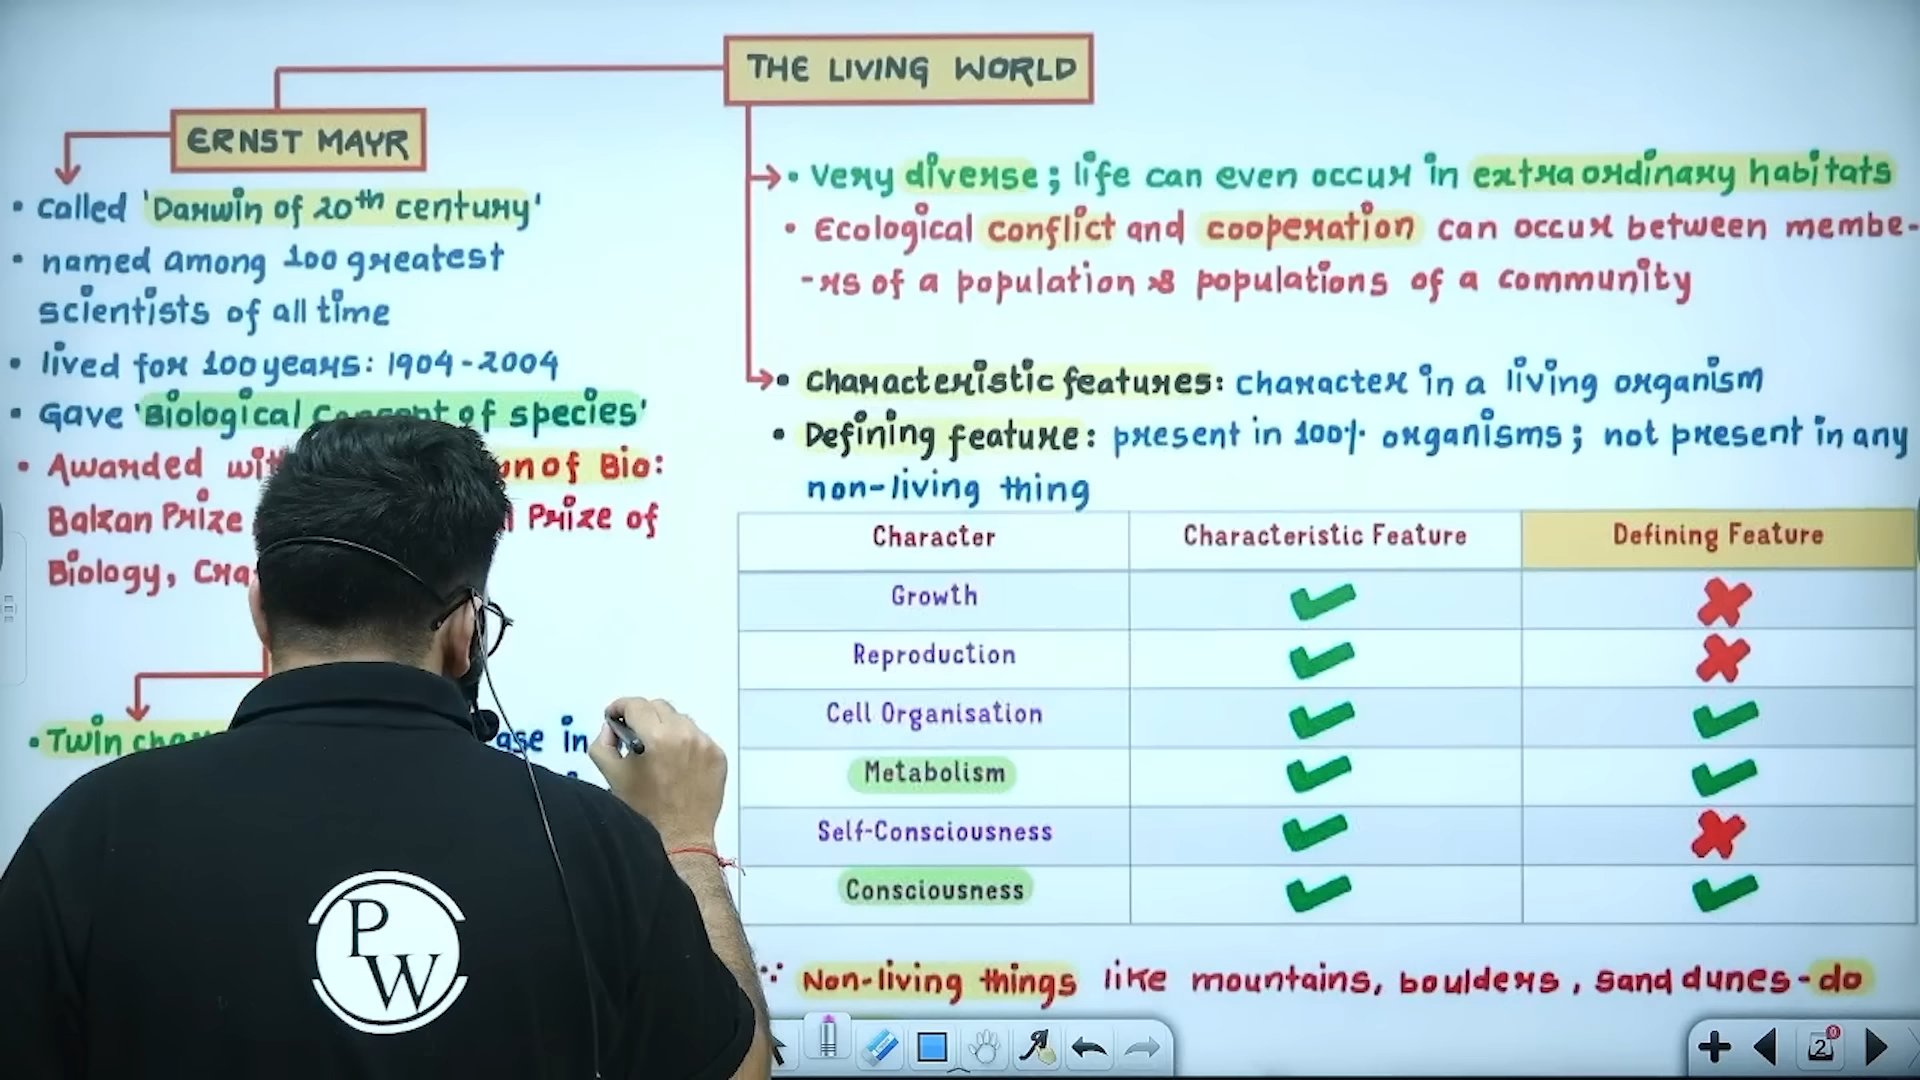 THE LIVING WORLD
ERNST MAYR
• called 'Darwin of 20th century'
• named among 100 greatest
scientists of all time
• lived for 100 years: 1904-2004
• Gave 'Biological of species'
• Awarded of Bio:
Balzan Prize Prize of
Biology,
• Twin in
• Very diverse; life can even occur in extraordinary habitats
• Ecological conflict and cooperation can occur between membe-
-rs of a population & populations of a community
• Characteristic features: character in a living organism
• Defining feature: present in 100% organisms; not present in any
non-living thing
Character Characteristic Feature Defining Feature
Growth ✔ ✘
Reproduction ✔ ✘
Cell Organisation ✔ ✔
Metabolism ✔ ✔
Self-Consciousness ✔ ✘
Consciousness ✔ ✔
∵ Non-living things like mountains, boulders, sand dunes - do
PW
2